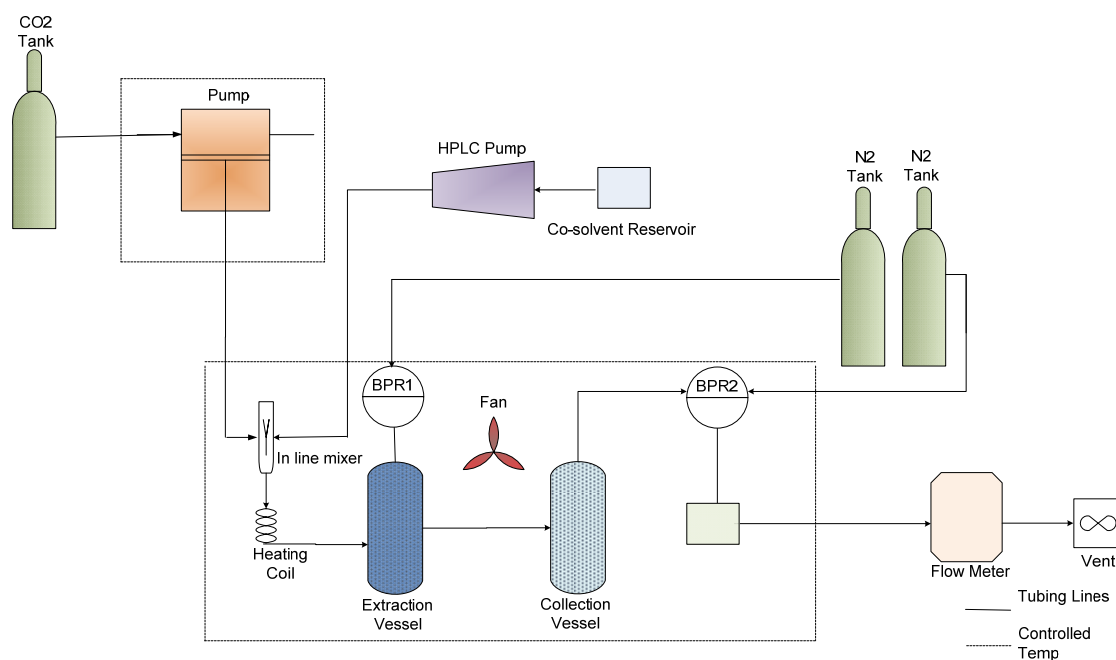 CO2
Tank
Pump
HPLC Pump
Co-solvent Reservoir
N2
Tank
N2
Tank
BPR1
Fan
BPR2
In line mixer
Heating
Coil
Extraction
Vessel
Collection
Vessel
Flow Meter
Vent
Tubing Lines
Controlled
Temp